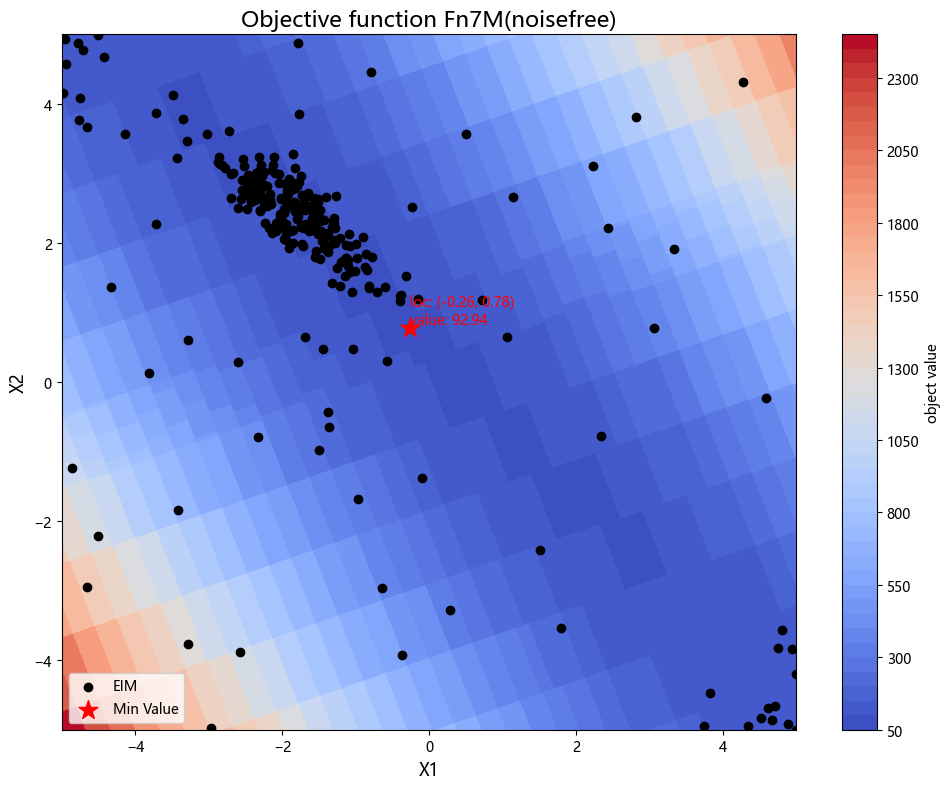 Objective function Fn7M(noisefree)
4
2
0
−2
−4
X2
loc: (-0.26, 0.78)
value: 92.94
EIM
Min Value
−4
−2
0
2
4
X1
2300
2050
1800
1550
1300
1050
800
550
300
50
object value